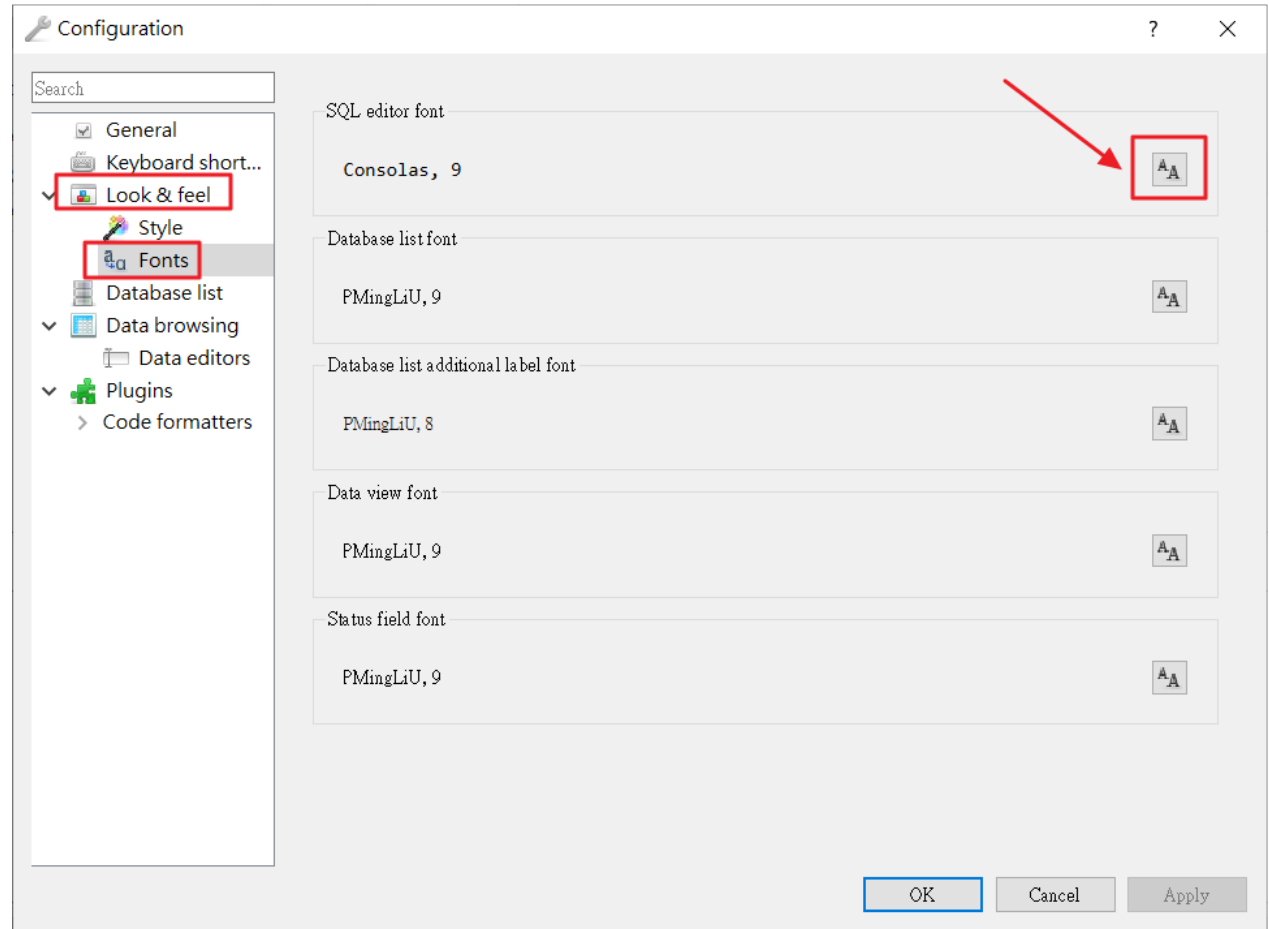 Configuration
?
Search
General
Keyboard short...
Look & feel
Style
Fonts
Database list
Data browsing
Data editors
Plugins
Code formatters
SQL editor font
Consolas, 9
Database list font
PMingLiU, 9
Database list additional label font
PMingLiU, 8
Data view font
PMingLiU, 9
Status field font
PMingLiU, 9
OK
Cancel
Apply